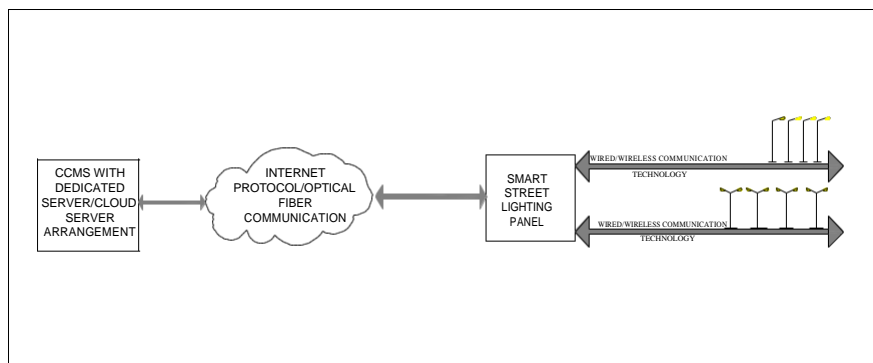 CCMS WITH
DEDICATED
SERVER/CLOUD
SERVER
ARRANGEMENT
INTERNET
PROTOCOL/OPTICAL
FIBER
COMMUNICATION
SMART
STREET
LIGHTING
PANEL
WIRED/WIRELESS COMMUNICATION
TECHNOLOGY
WIRED/WIRELESS COMMUNICATION
TECHNOLOGY